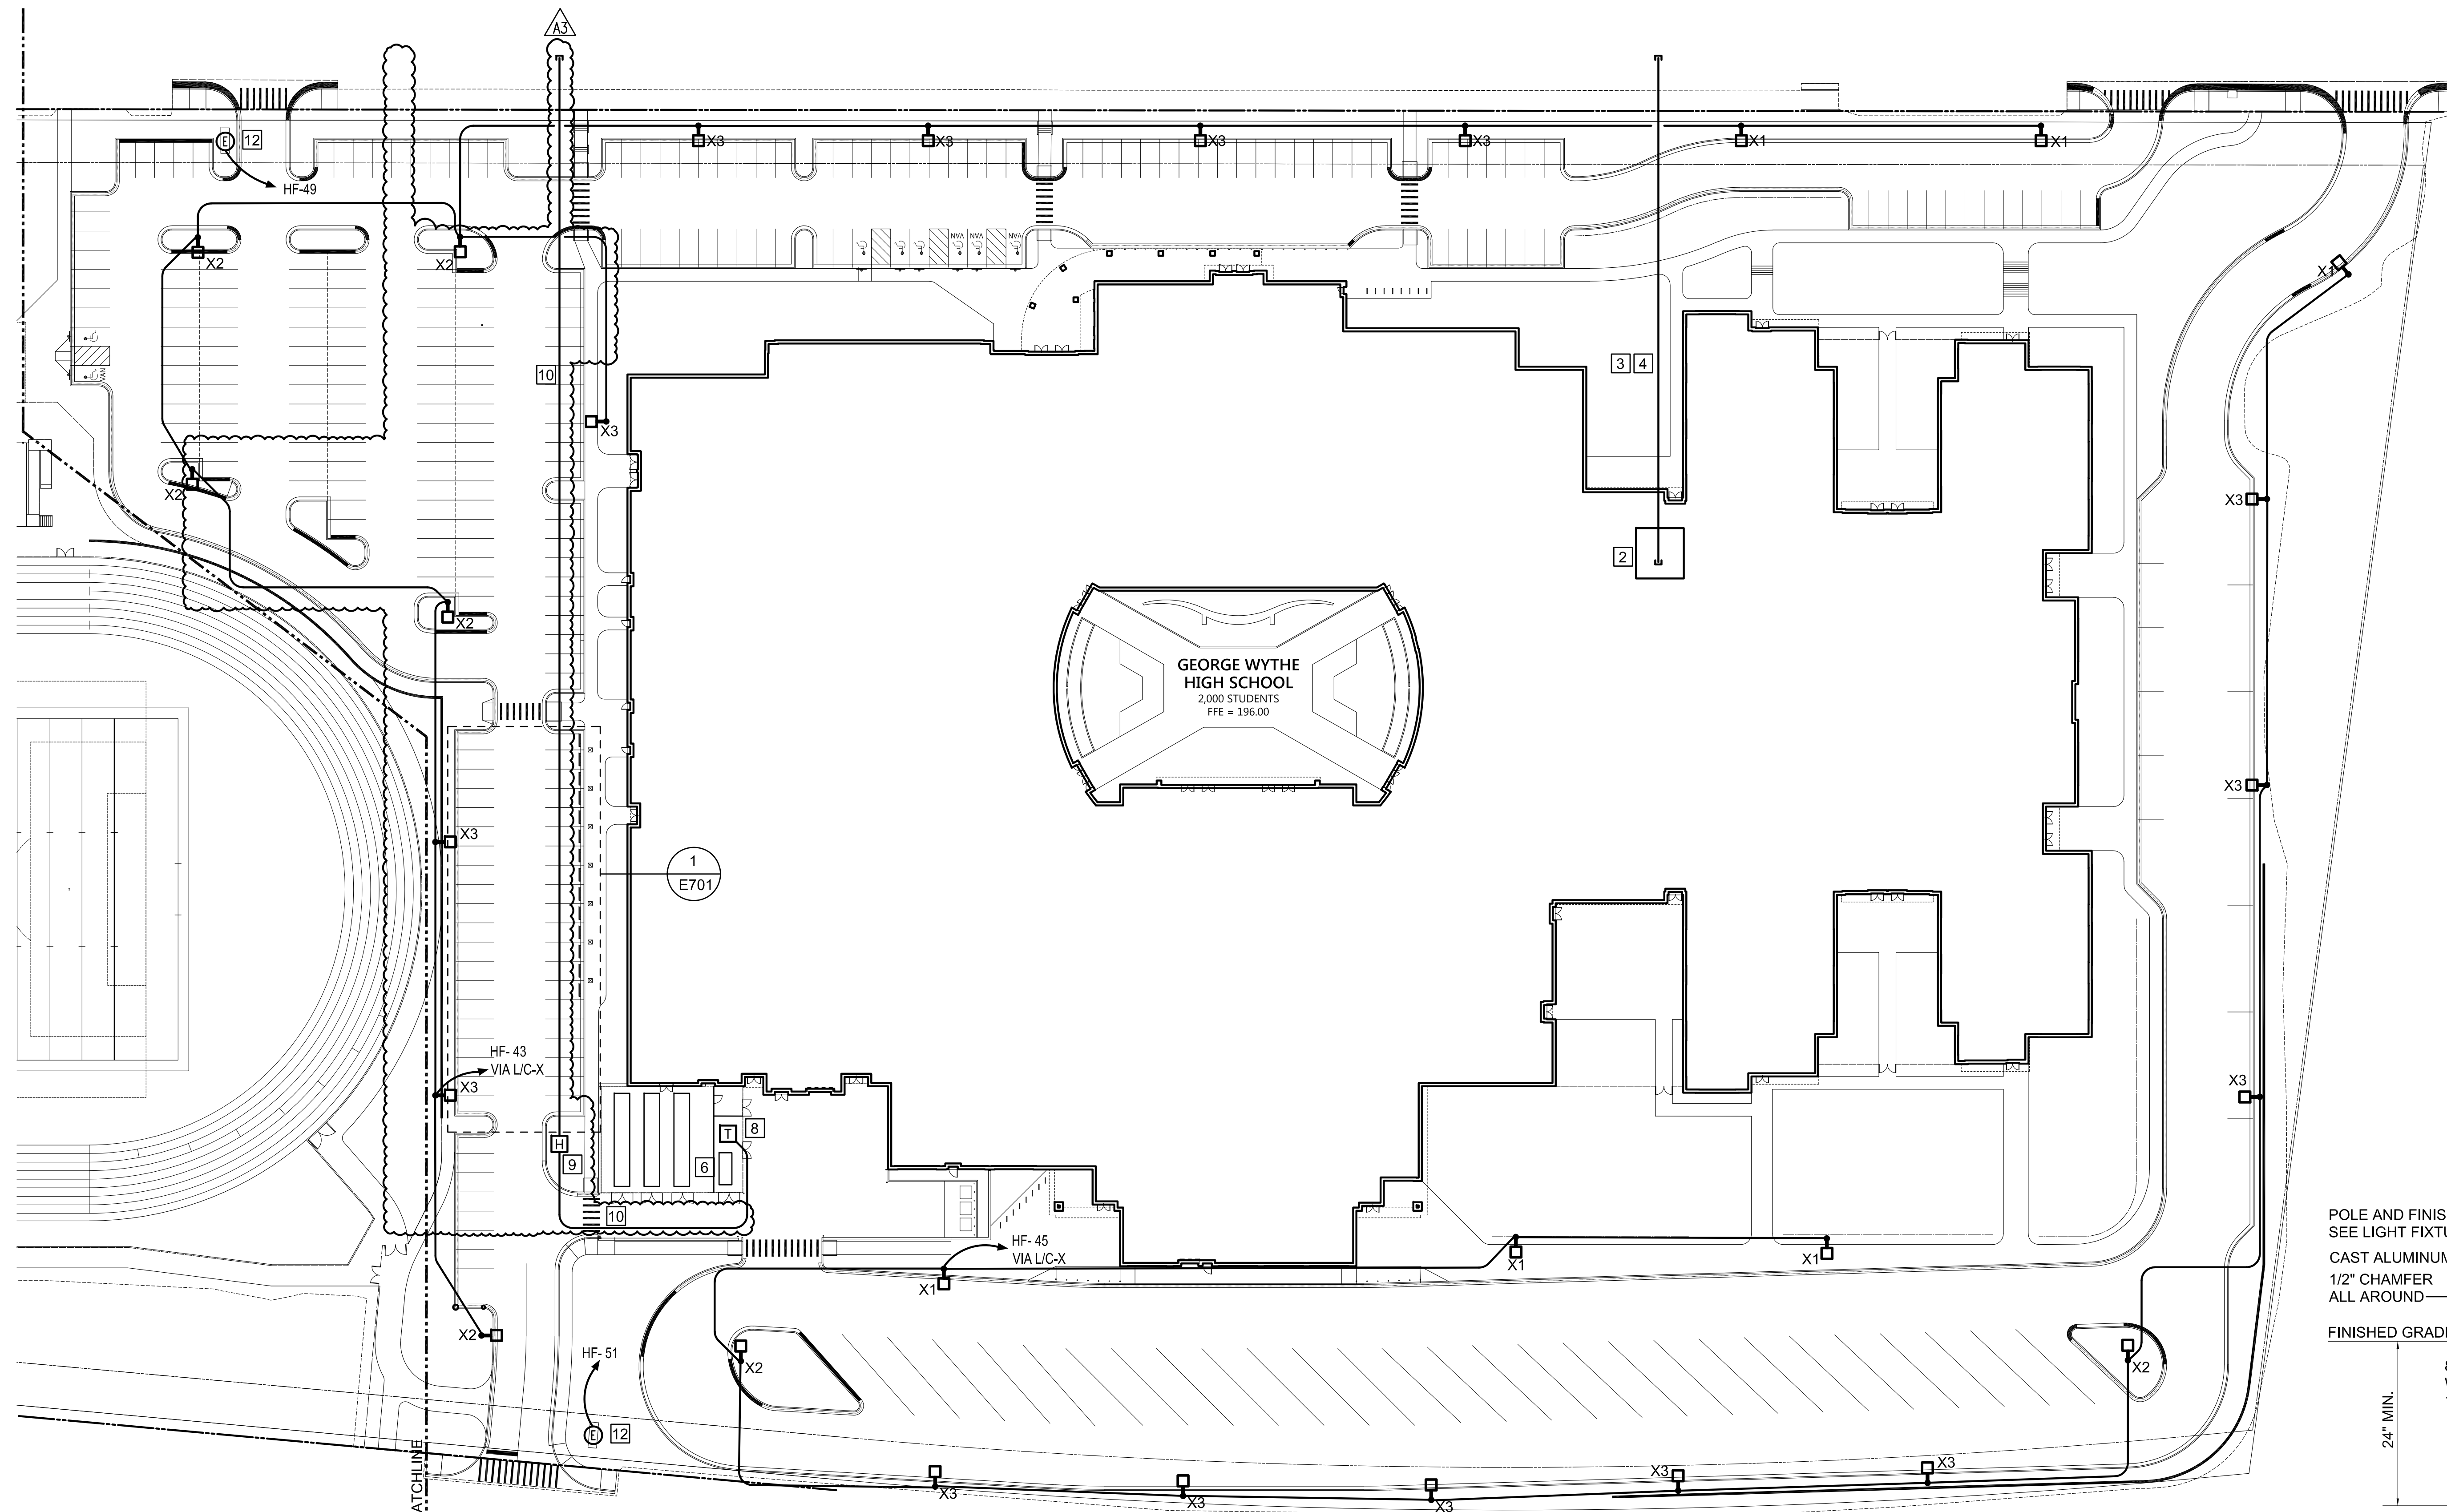 A3
E
12
HF-49
X3
X3
X3
X3
X1
X1
X2
X2
VAN
VAN
VAN
X1
VAN
10
3
4
X3
X2
X3
2
X2
GEORGE WYTHE
HIGH SCHOOL
2,000 STUDENTS
FFE = 196.00
X3
X3
1
E701
HF- 43
VIA L/C-X
X3
X3
T
8
H
9
6
10
HF- 45
VIA L/C-X
X1
X1
X1
POLE AND FINIS
SEE LIGHT FIXTU
CAST ALUMINUM
1/2" CHAMFER
ALL AROUND
FINISHED GRAD
X2
HF- 51
X2
X2
24" MIN.
E
12
ATCHLINE
X3
X3
X3
X3
X3